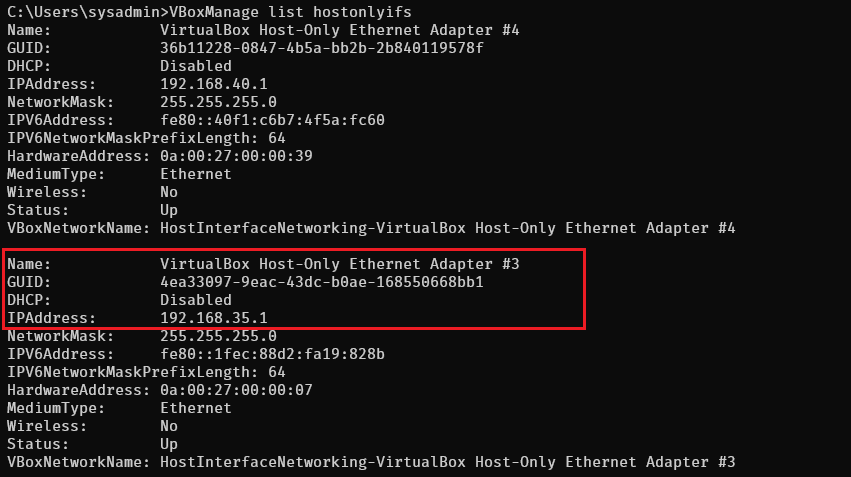 C:\Users\sysadmin>VBoxManage list hostonlyifs
Name:            VirtualBox Host-Only Ethernet Adapter #4
GUID:            36b11228-0847-4b5a-bb2b-2b840119578f
DHCP:            Disabled
IPAddress:       192.168.40.1
NetworkMask:     255.255.255.0
IPV6Address:     fe80::40f1:c6b7:4f5a:fc60
IPV6NetworkMaskPrefixLength: 64
HardwareAddress: 0a:00:27:00:00:39
MediumType:      Ethernet
Wireless:        No
Status:          Up
VBoxNetworkName: HostInterfaceNetworking-VirtualBox Host-Only Ethernet Adapter #4

Name:            VirtualBox Host-Only Ethernet Adapter #3
GUID:            4ea33097-9eac-43dc-b0ae-168550668bb1
DHCP:            Disabled
IPAddress:       192.168.35.1
NetworkMask:     255.255.255.0
IPV6Address:     fe80::1fec:88d2:fa19:828b
IPV6NetworkMaskPrefixLength: 64
HardwareAddress: 0a:00:27:00:00:07
MediumType:      Ethernet
Wireless:        No
Status:          Up
VBoxNetworkName: HostInterfaceNetworking-VirtualBox Host-Only Ethernet Adapter #3